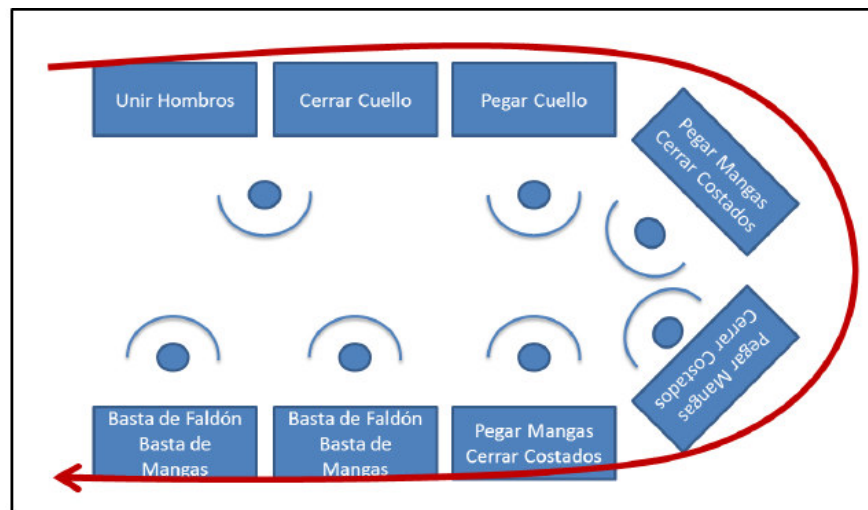 Unir Hombros
Cerrar Cuello
Pegar Cuello
Pegar Mangas
Cerrar Costados
Pegar Mangas
Cerrar Costados
Pegar Mangas
Cerrar Costados
Basta de Faldón
Basta de
Mangas
Basta de Faldón
Basta de
Mangas